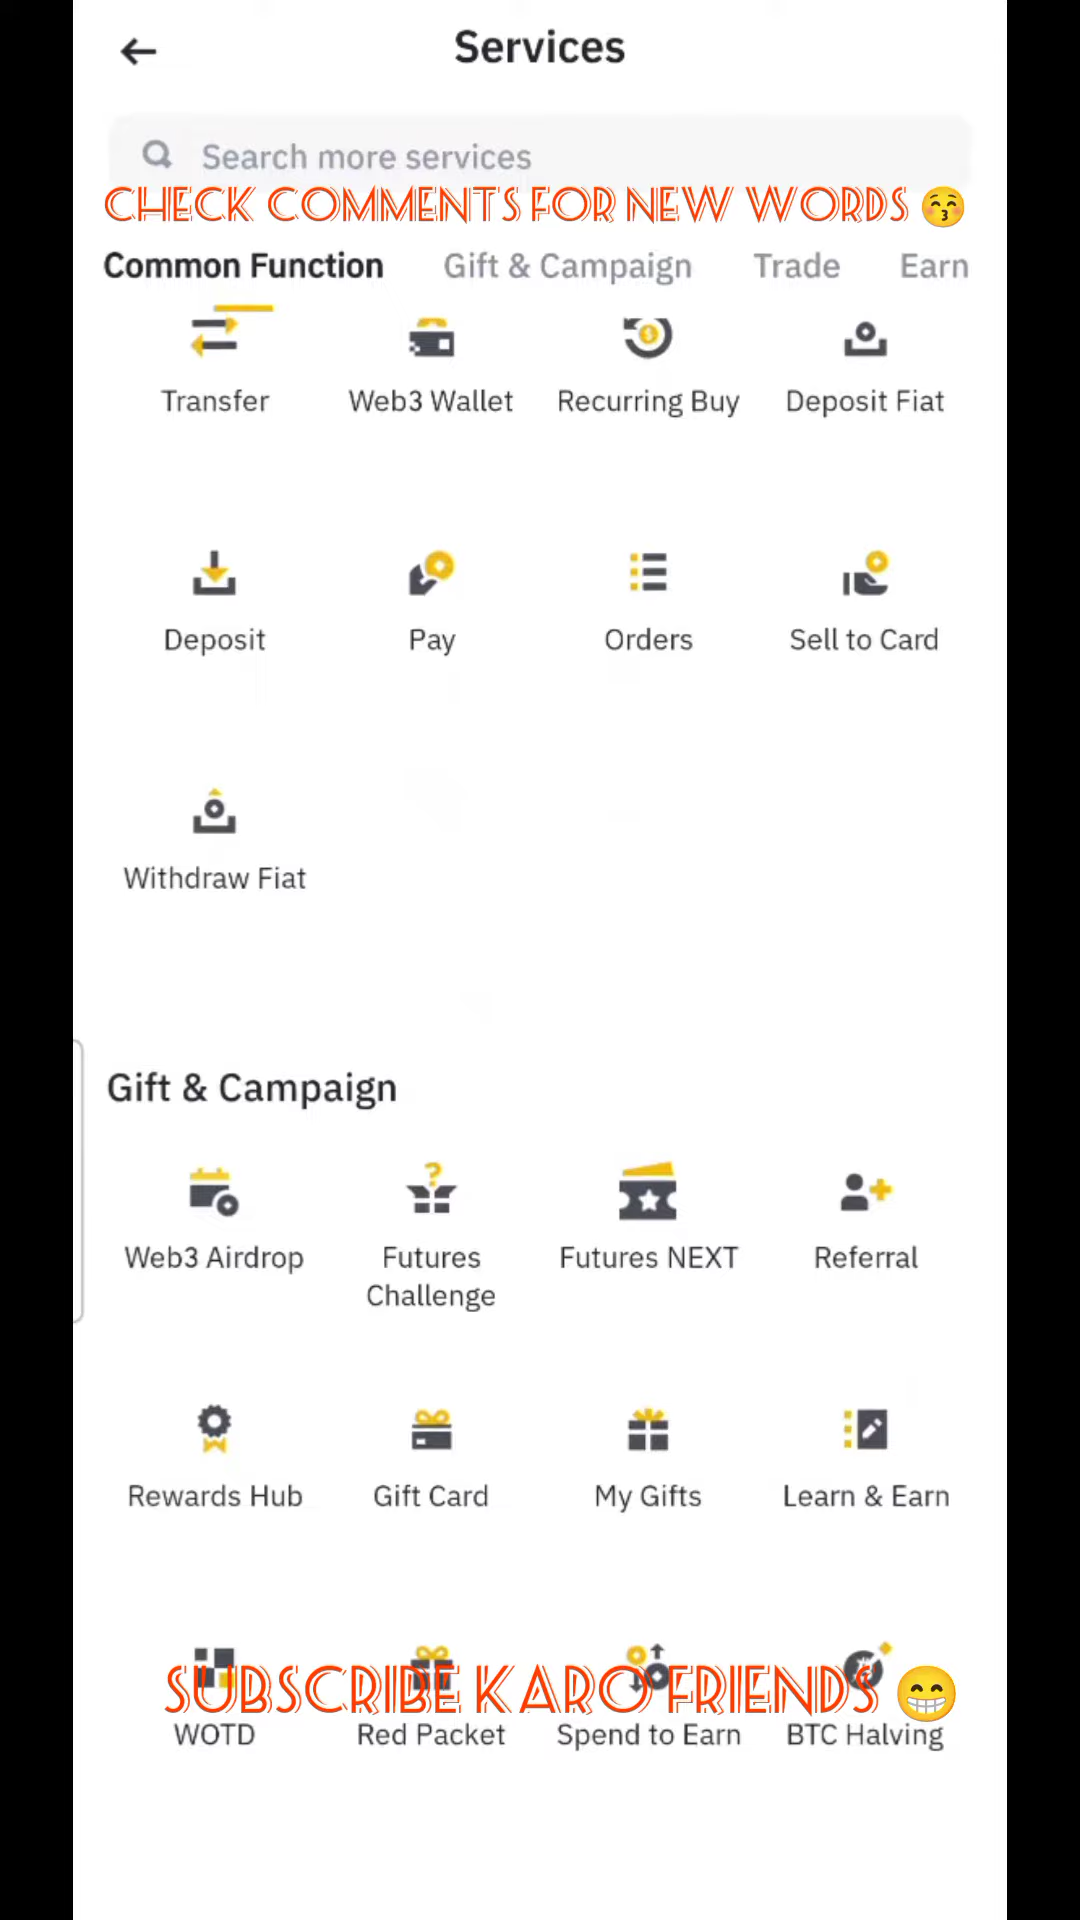 Services
Search more services
CHECK COMMENTS FOR NEW WORDS
Common Function Gift & Campaign Trade Earn
Transfer Web3 Wallet Recurring Buy Deposit Fiat
Deposit Pay Orders Sell to Card
Withdraw Fiat
Gift & Campaign
Web3 Airdrop Futures Challenge Futures NEXT Referral
Rewards Hub Gift Card My Gifts Learn & Earn
SUBSCRIBE KARO FRIENDS
WOTD Red Packet Spend to Earn BTC Halving